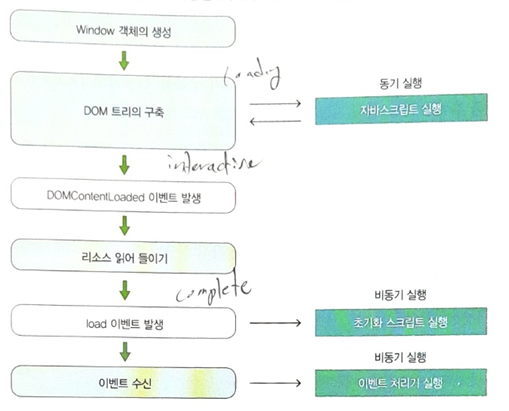 Window 객체의 생성
loading
DOM 트리의 구축
동기 실행
자바스크립트 실행
interactive
DOMContentLoaded 이벤트 발생
리소스 읽어 들이기
complete
비동기 실행
load 이벤트 발생
초기화 스크립트 실행
비동기 실행
이벤트 수신
이벤트 처리기 실행